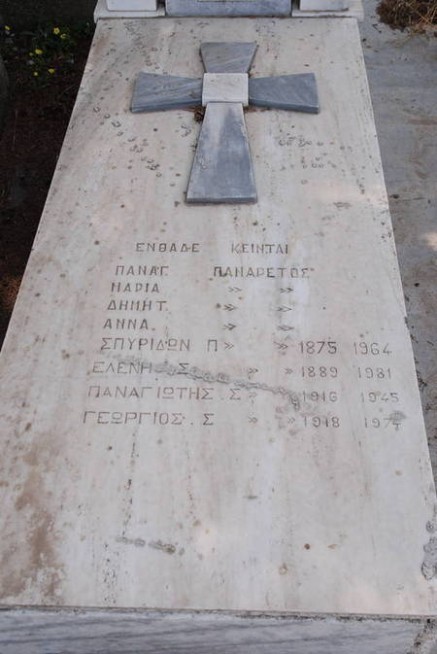 ΕΝΘΑΔΕ ΚΕΙΝΤΑΙ
ΠΑΝΑΓ. ΠΑΝΑΡΕΤΟΣ
ΜΑΡΙΑ » »
ΔΗΜΗΤ. » »
ΑΝΝΑ. » »
ΣΠΥΡΙΔΩΝ Π » » 1875 1964
ΕΛΕΝΗ Σ » » 1889 1981
ΠΑΝΑΓΙΩΤΗΣ. Σ » » 1916 1945
ΓΕΩΡΓΙΟΣ. Σ » » 1918